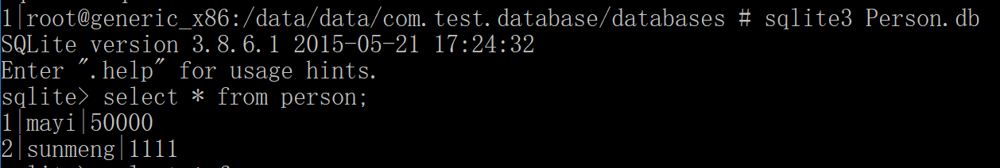 1|root@generic_x86:/data/data/com.test.database/databases # sqlite3 Person.db
SQLite version 3.8.6.1 2015-05-21 17:24:32
Enter ".help" for usage hints.
sqlite> select * from person;
1|mayi|50000
2|sunmeng|1111